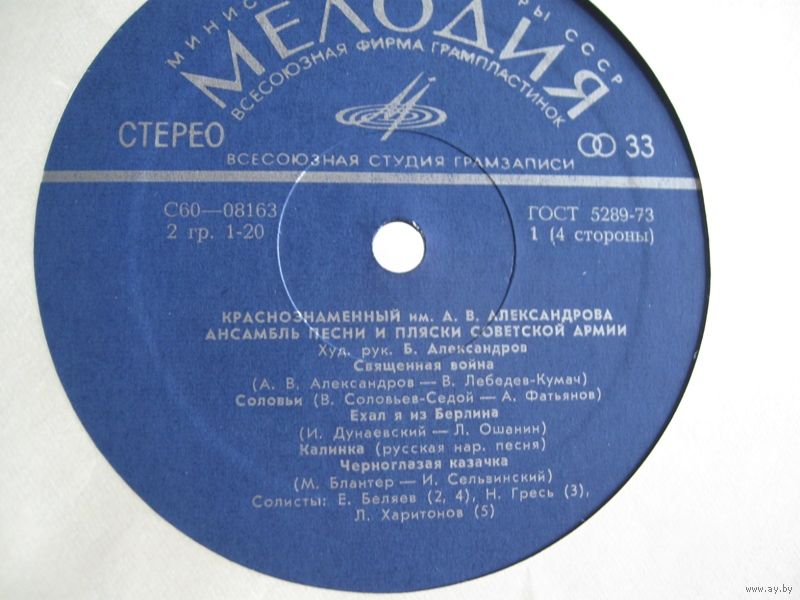 СССР
МЕЛОДИЯ
ВСЕСОЮЗНАЯ ФИРМА ГРАМПЛАСТИНОК
СТЕРЕО
33
ВСЕСОЮЗНАЯ СТУДИЯ ГРАМЗАПИСИ
С60—08163
ГОСТ 5289-73
2 гр. 1-20
1 (4 стороны)
КРАСНОЗНАМЕННЫЙ им. А. В. АЛЕКСАНДРОВА
АНСАМБЛЬ ПЕСНИ И ПЛЯСКИ СОВЕТСКОЙ АРМИИ
Худ. рук. Б. Александров
Священная война
(А. В. Александров — В. Лебедев-Кумач)
Соловьи (В. Соловьев-Седой — А. Фатьянов)
Ехал я из Берлина
(И. Дунаевский — Л. Ошанин)
Калинка (русская нар. песня)
Черноглазая казачка
(М. Блантер — И. Сельвинский)
Солисты: Е. Беляев (2, 4), Н. Гресь (3),
Л. Харитонов (5)
www.ay.by